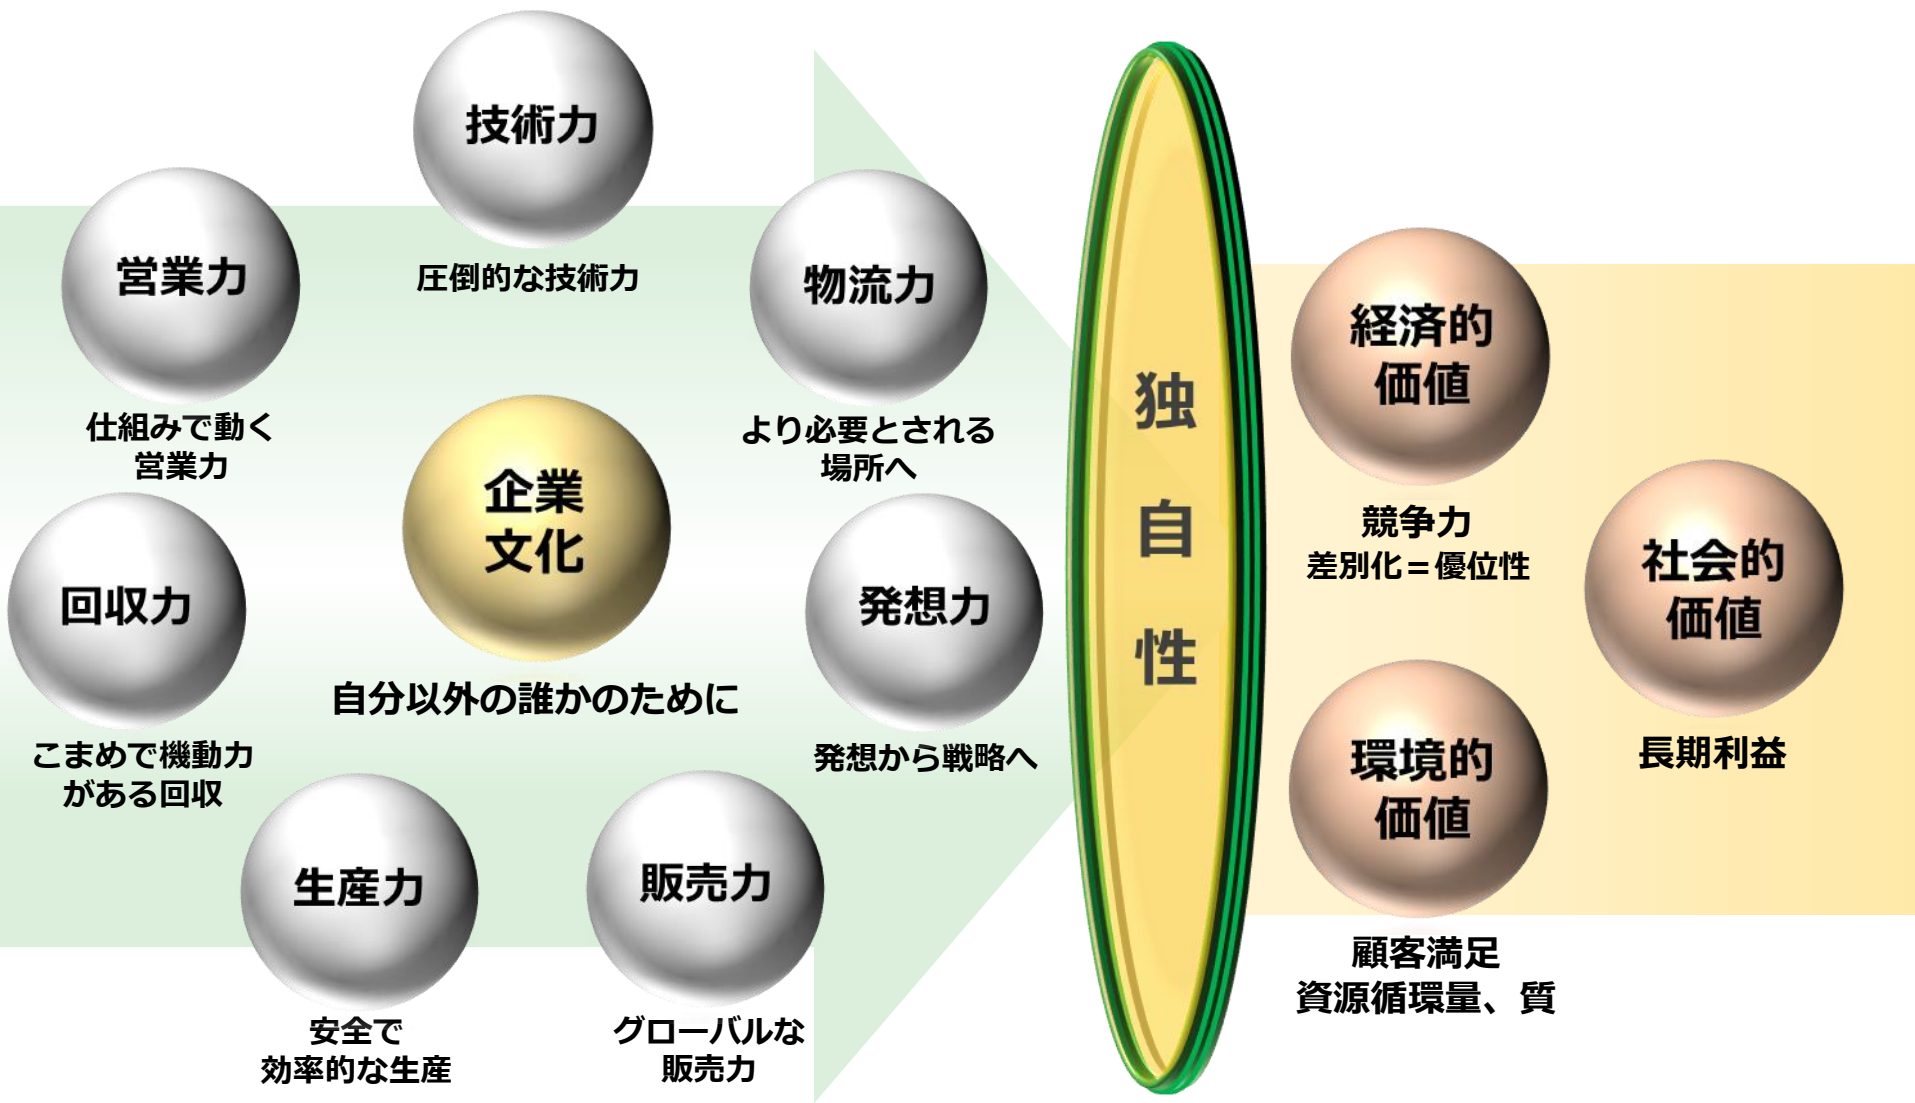 技術力
圧倒的な技術力
営業力
仕組みで動く
営業力
物流力
より必要とされる
場所へ
企業
文化
自分以外の誰かのために
回収力
こまめで機動力
がある回収
発想力
発想から戦略へ
生産力
安全で
効率的な生産
販売力
グローバルな
販売力
独
自
性
経済的
価値
競争力
差別化＝優位性
社会的
価値
長期利益
環境的
価値
顧客満足
資源循環量、質